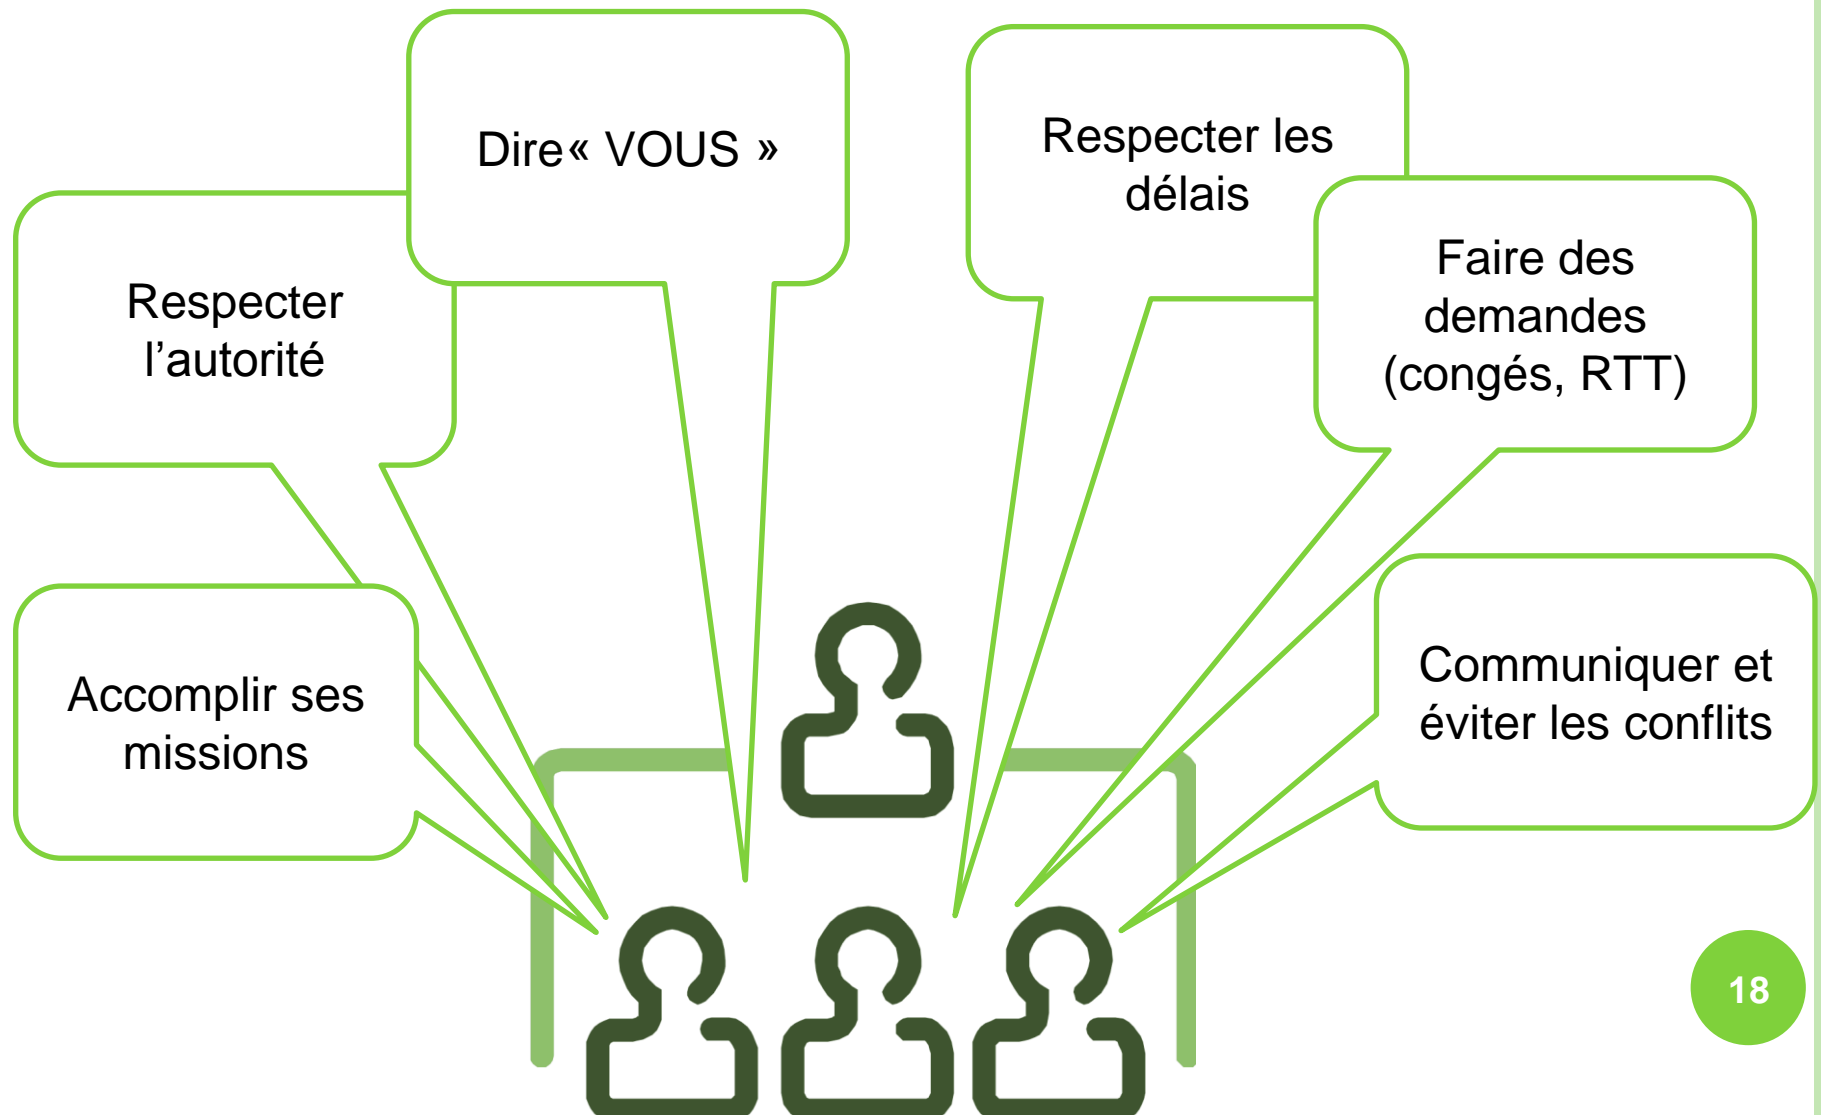 Dire« VOUS »
Respecter les
délais
Respecter
l’autorité
Faire des
demandes
(congés, RTT)
Accomplir ses
missions
Communiquer et
éviter les conflits
18